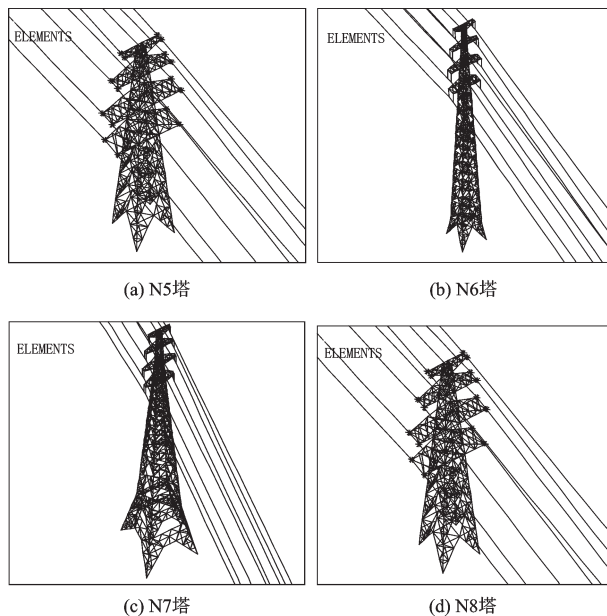 ELEMENTS
ELEMENTS
(a) N5塔
(b) N6塔
ELEMENTS
ELEMENTS
(c) N7塔
(d) N8塔